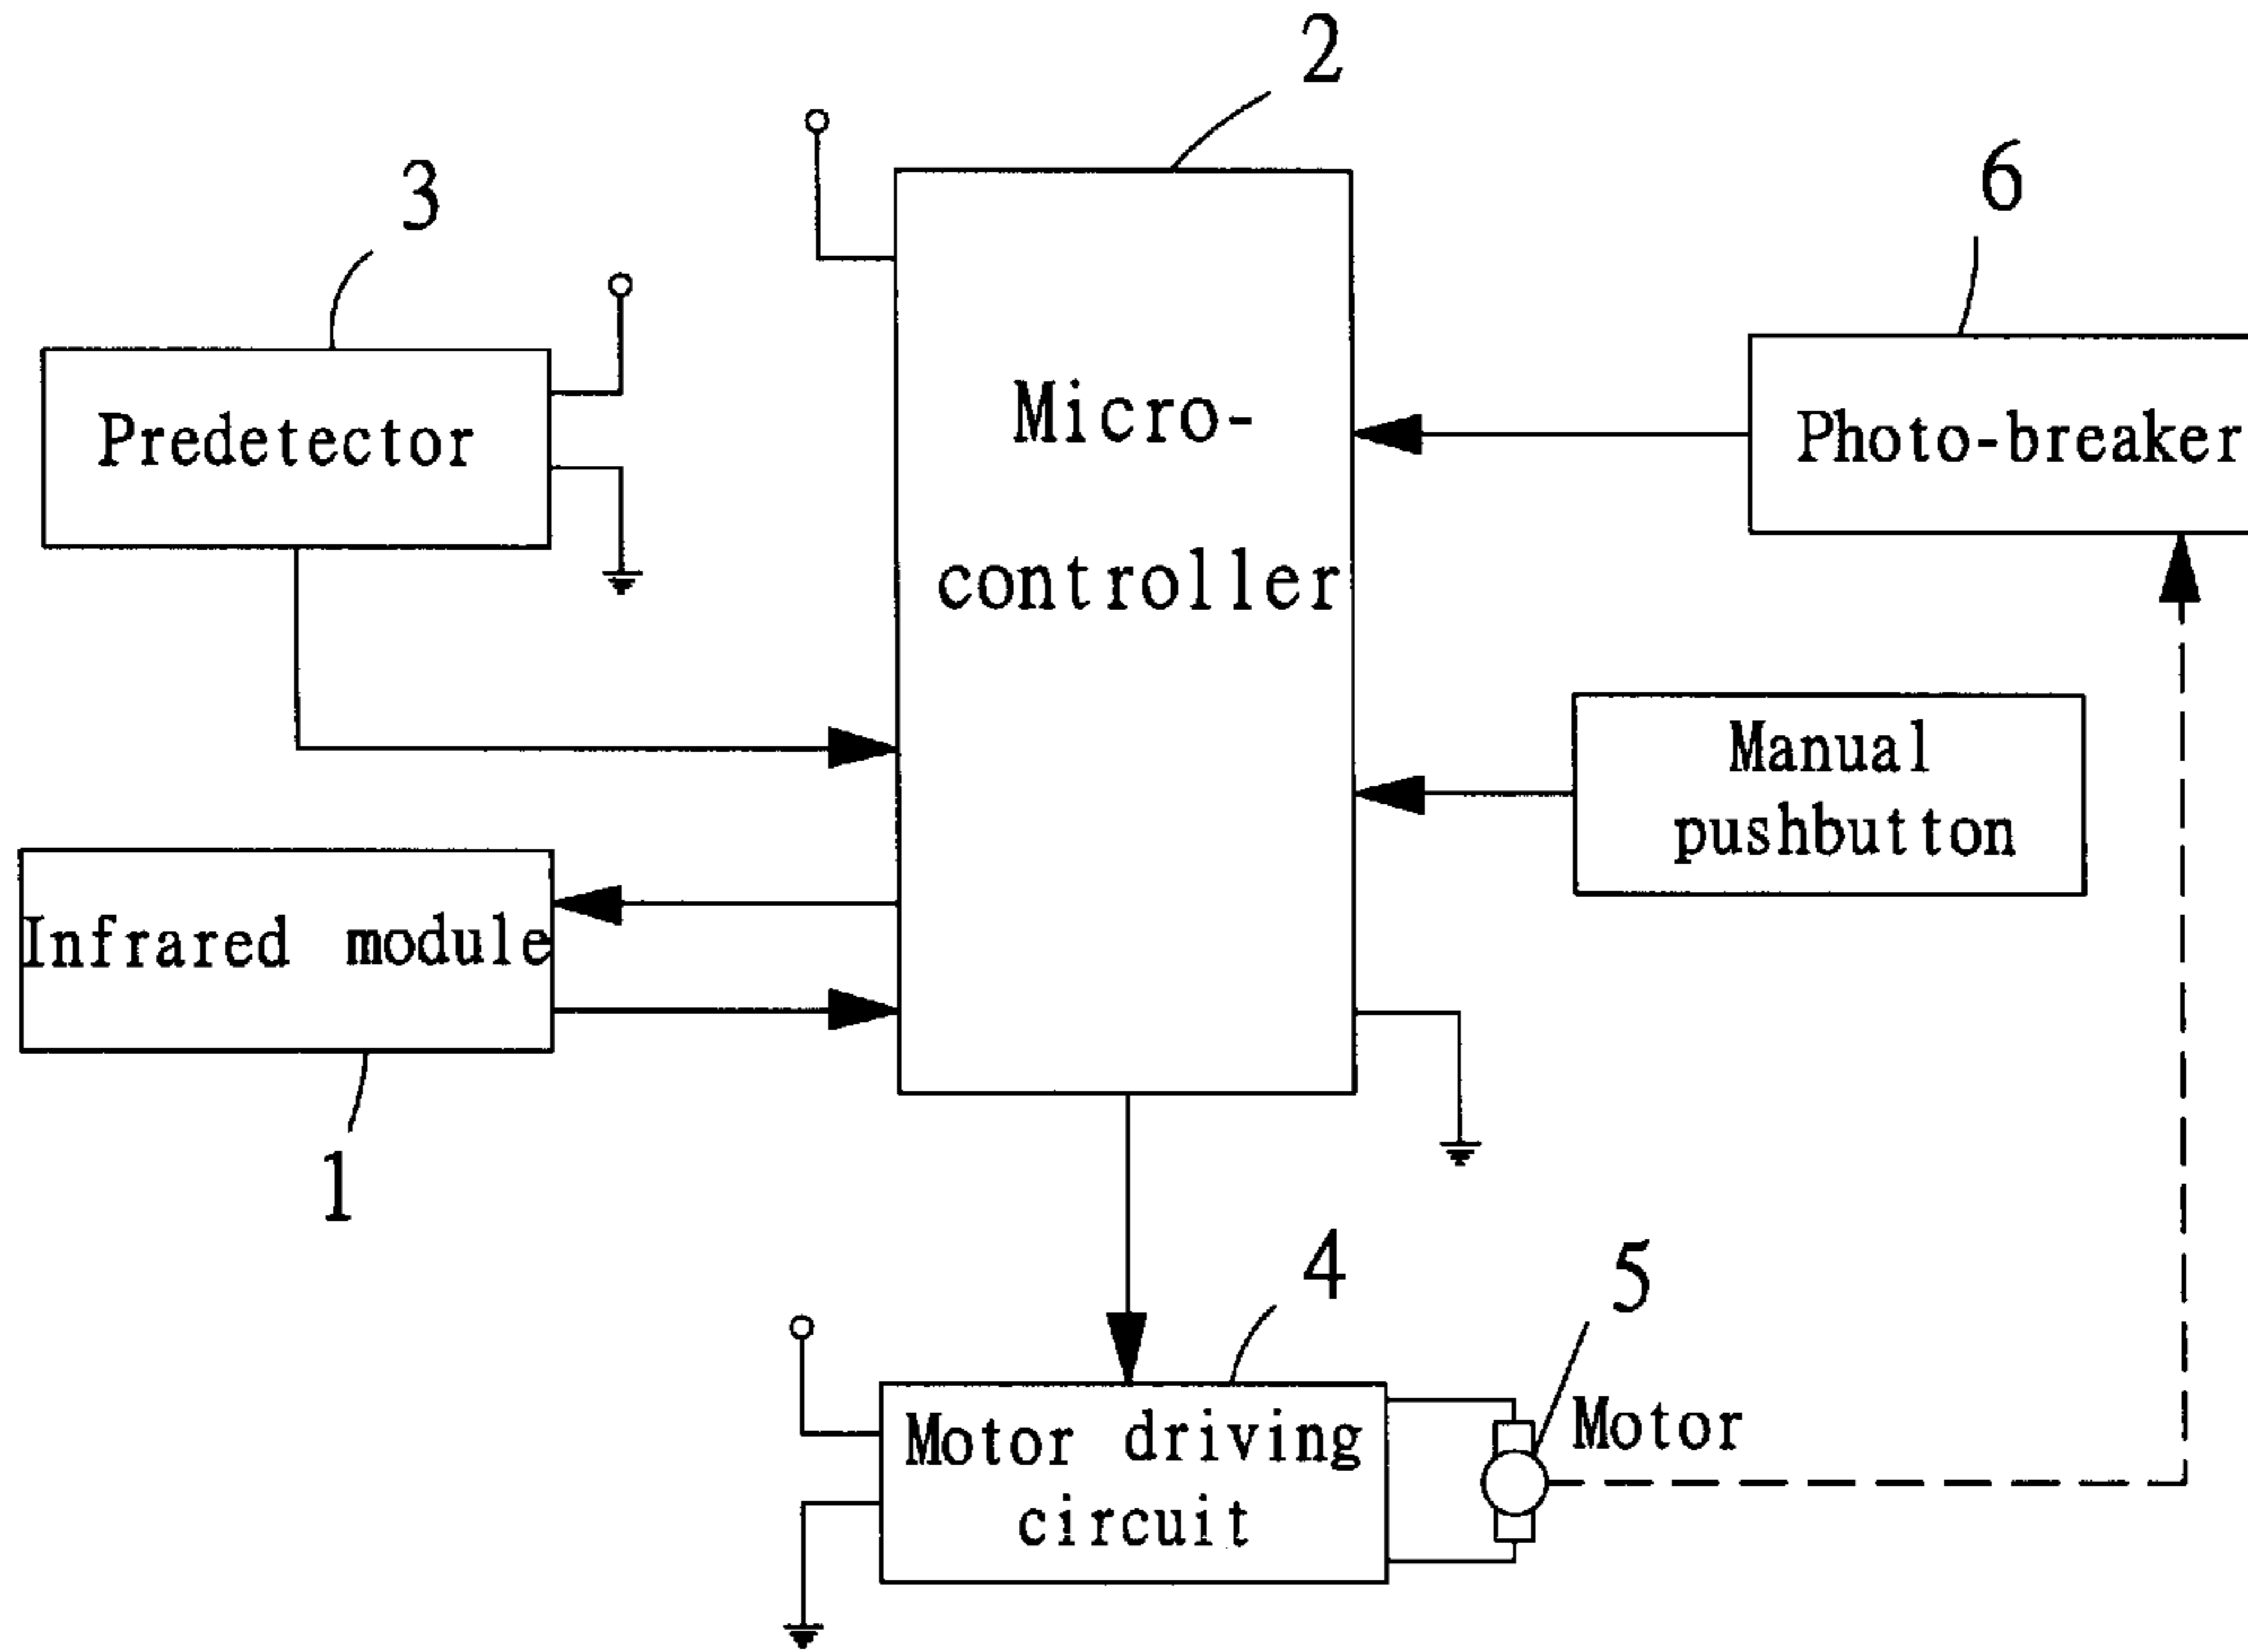 2
3
6
Predetector
Micro-
controller
Photo-breaker
Manual
pushbutton
Infrared module
1
4
5
Motor driving
circuit
Motor